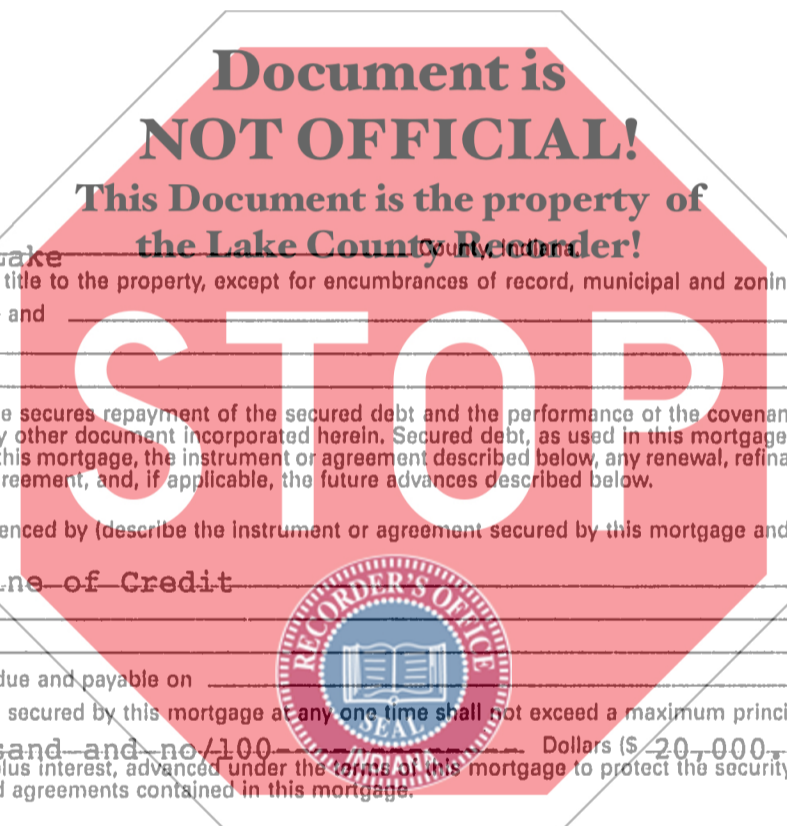 Document is
NOT OFFICIAL!
This Document is the property of
the Lake County Recorder!
ake County, Indiana.
title to the property, except for encumbrances of record, municipal and zonin
and
STOP
e secures repayment of the secured debt and the performance of the covenan
y other document incorporated herein. Secured debt, as used in this mortgage
his mortgage, the instrument or agreement described below, any renewal, refina
reement, and, if applicable, the future advances described below.
enced by (describe the instrument or agreement secured by this mortgage and
ne of Credit
RECORDER'S OFFICE
due and payable on
secured by this mortgage at any one time shall not exceed a maximum princi
SEAL
and and no/100 Dollars ($ 20,000.
INDIANA
lus interest, advanced under the terms of this mortgage to protect the security
d agreements contained in this mortgage.